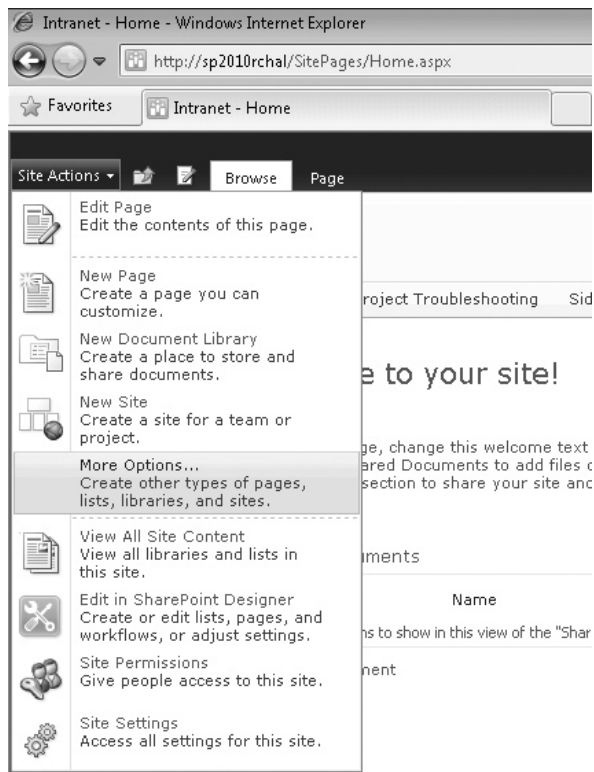 Intranet - Home - Windows Internet Explorer
http://sp2010rchal/SitePages/Home.aspx
Favorites
Intranet - Home
Site Actions
Browse
Page
Edit Page
Edit the contents of this page.
New Page
Create a page you can
customize.
New Document Library
Create a place to store and
share documents.
New Site
Create a site for a team or
project.
More Options...
Create other types of pages,
lists, libraries, and sites.
View All Site Content
View all libraries and lists in
this site.
Edit in SharePoint Designer
Create or edit lists, pages, and
workflows, or adjust settings.
Site Permissions
Give people access to this site.
Site Settings
Access all settings for this site.
roject Troubleshooting Sid
e to your site!
ge, change this welcome text
ared Documents to add files
section to share your site and
uments
Name
ns to show in this view of the "Shar
ment